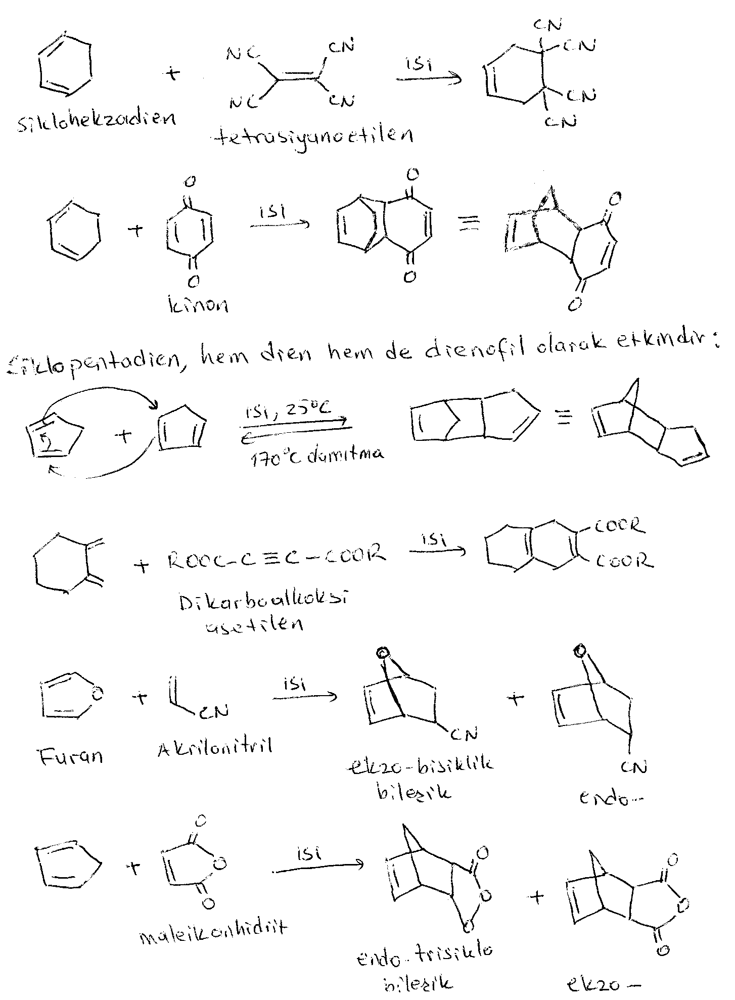 CN
NC CN ısı CN
+
NC CN CN
CN
Siklohekzadien
tetrasiyanoetilen
O O
+ ısı ≡ O
O O O
kinon
Siklopentadien, hem dien hem de dienofil olarak etkindir:
+ ısı, 25°C ≡
170°C damıtma
+ ROOC-C≡C-COOR ısı COOR
COOR
Dikarboalkoksi
asetilen
O O
O + CN ısı CN + CN
Furan Akrilonitril
ekzo-bisiklik
bileşik endo-
O
+ O ısı O O + O O
O O O
maleikanhidrit
endo-trisiklo
bileşik ekzo-